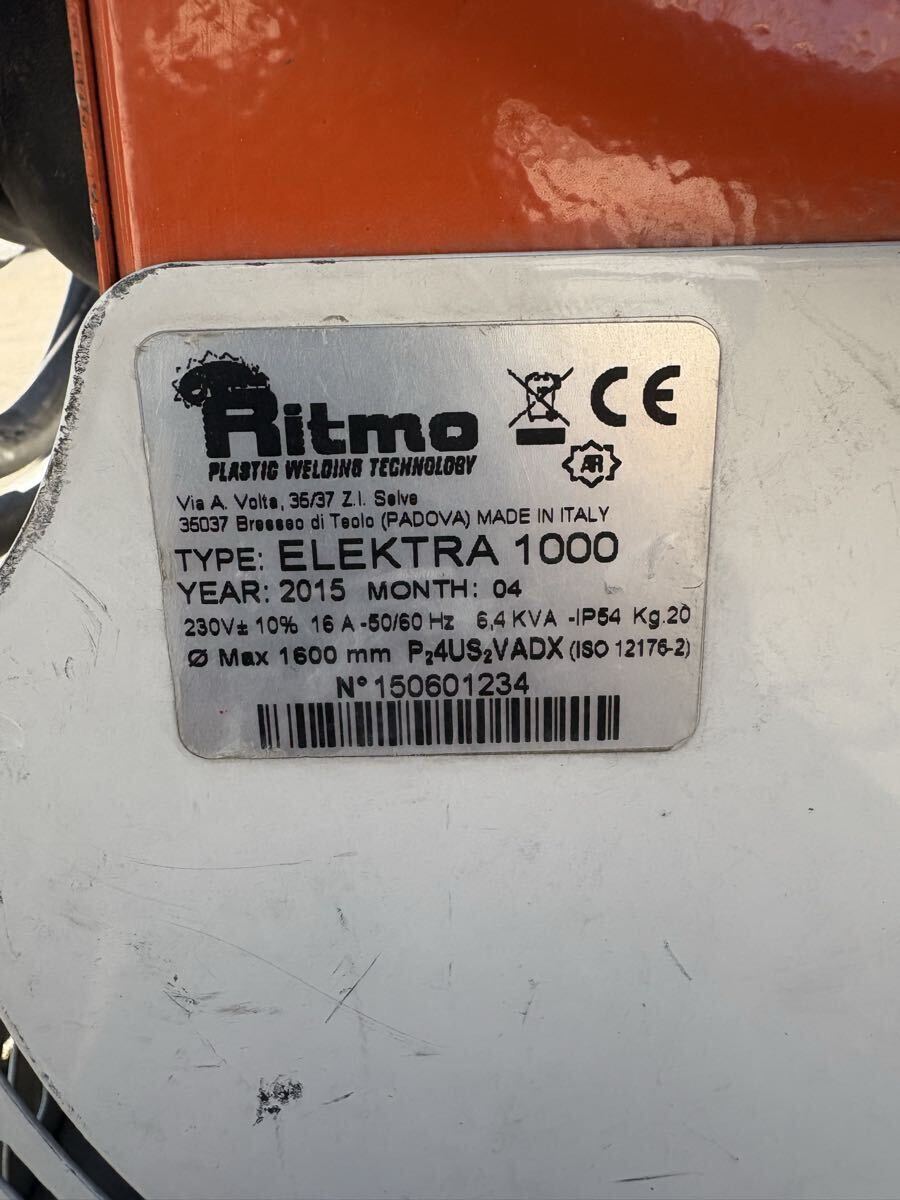 Ritmo
PLASTIC WELDING TECHNOLOGY
CE
AR
Via A. Volta, 35/37 Z.I. Selve
35037 Bresseo di Teolo (PADOVA) MADE IN ITALY
TYPE: ELEKTRA 1000
YEAR: 2015 MONTH: 04
230V± 10% 16 A -50/60 Hz 6,4 KVA -IP54 Kg.20
Ø Max 1600 mm P₂4US₂VADX (ISO 12176-2)
N° 150601234